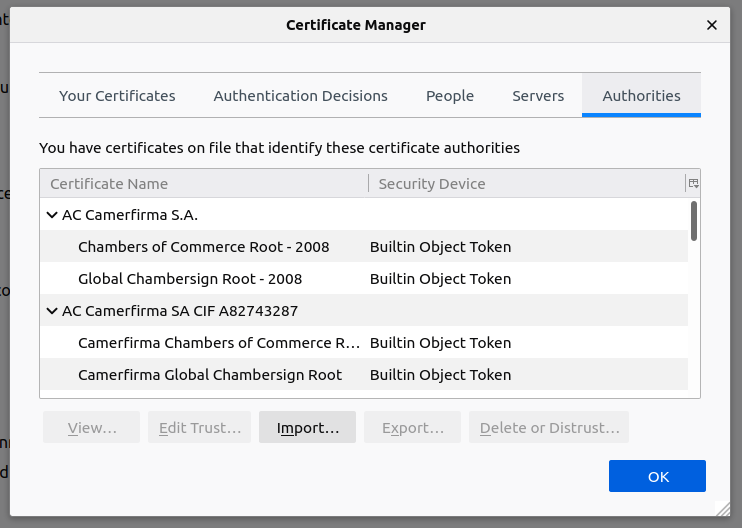 Certificate Manager
Your Certificates Authentication Decisions People Servers Authorities
You have certificates on file that identify these certificate authorities
Certificate Name Security Device
AC Camerfirma S.A.
Chambers of Commerce Root - 2008 Builtin Object Token
Global Chambersign Root - 2008 Builtin Object Token
AC Camerfirma SA CIF A82743287
Camerfirma Chambers of Commerce R… Builtin Object Token
Camerfirma Global Chambersign Root Builtin Object Token
View… Edit Trust… Import… Export… Delete or Distrust…
OK